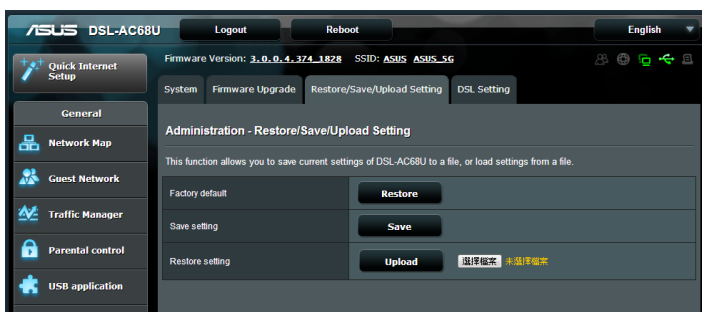 ASUS DSL-AC68U Logout Reboot English
Quick Internet Setup
Firmware Version: 3.0.0.4.374_1828 SSID: ASUS ASUS_5G
System Firmware Upgrade Restore/Save/Upload Setting DSL Setting
General
Network Map
Guest Network
Traffic Manager
Parental control
USB application
Administration - Restore/Save/Upload Setting
This function allows you to save current settings of DSL-AC68U to a file, or load settings from a file.
Factory default Restore
Save setting Save
Restore setting Upload 選擇檔案 未選擇檔案